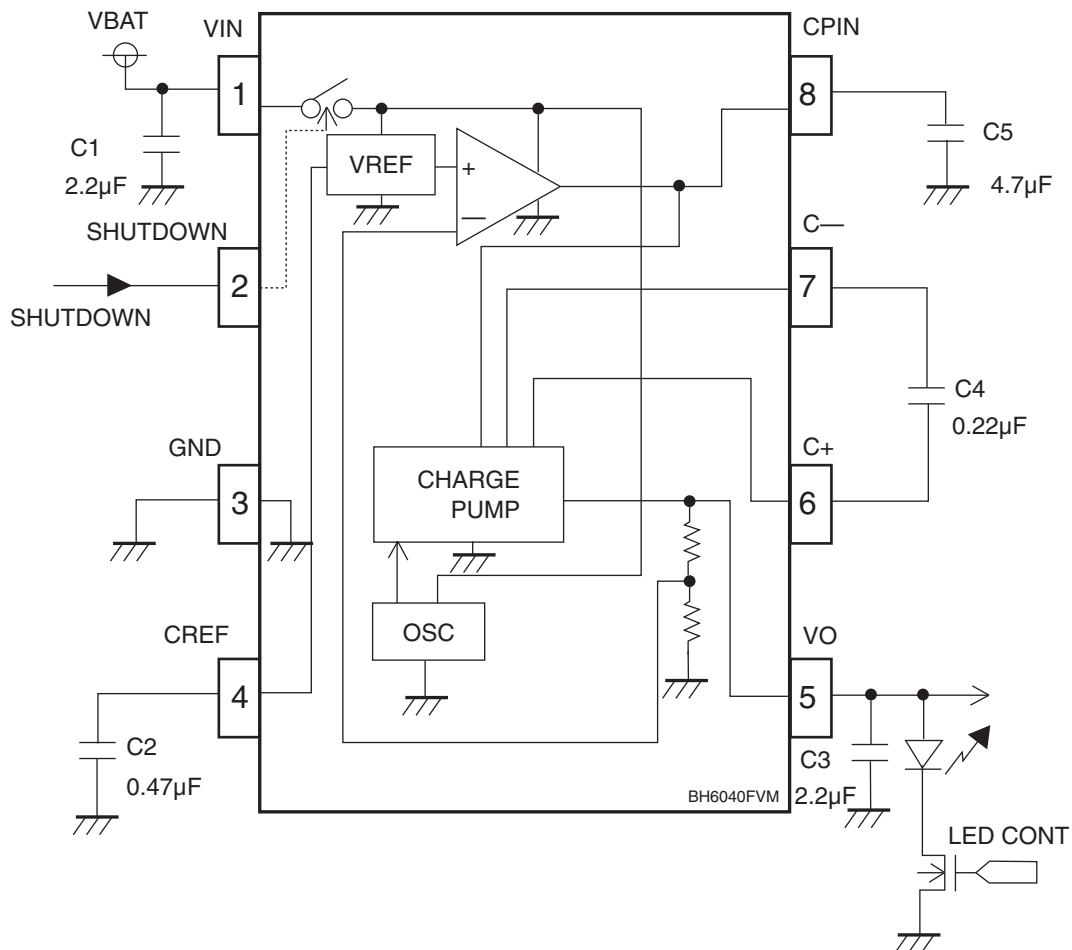 VBAT
VIN
1
C1
2.2µF
SHUTDOWN
2
SHUTDOWN
GND
3
CREF
4
C2
0.47µF
VREF
+
—
CHARGE
PUMP
OSC
BH6040FVM
CPIN
8
C5
4.7µF
C—
7
C4
0.22µF
C+
6
VO
5
C3
2.2µF
LED CONT